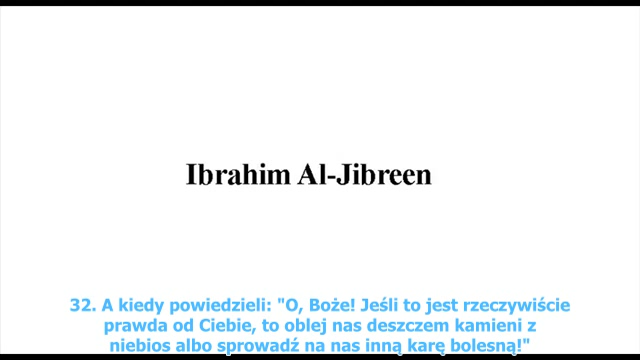 Ibrahim Al-Jibreen
32. A kiedy powiedzieli: "O, Boże! Jeśli to jest rzeczywiście
prawda od Ciebie, to oblej nas deszczem kamieni z
niebios albo sprowadź na nas inną karę bolesną!"